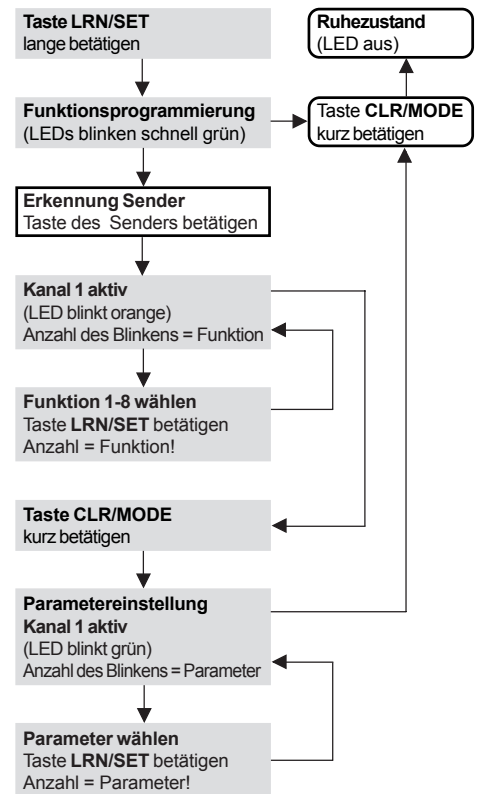 Taste LRN/SET
lange betätigen
Ruhezustand
(LED aus)
Funktionsprogrammierung
(LEDs blinken schnell grün)
Taste CLR/MODE
kurz betätigen
Erkennung Sender
Taste des Senders betätigen
Kanal 1 aktiv
(LED blinkt orange)
Anzahl des Blinkens = Funktion
Funktion 1-8 wählen
Taste LRN/SET betätigen
Anzahl = Funktion!
Taste CLR/MODE
kurz betätigen
Parametereinstellung
Kanal 1 aktiv
(LED blinkt grün)
Anzahl des Blinkens = Parameter
Parameter wählen
Taste LRN/SET betätigen
Anzahl = Parameter!